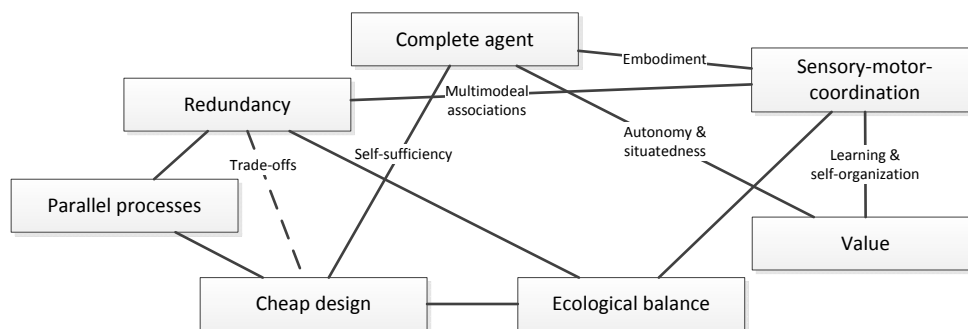 Complete agent
Embodiment
Sensory-motor-
coordination
Redundancy
Multimodeal
associations
Trade-offs
Self-sufficiency
Autonomy &
situatedness
Learning &
self-organization
Parallel processes
Value
Cheap design
Ecological balance